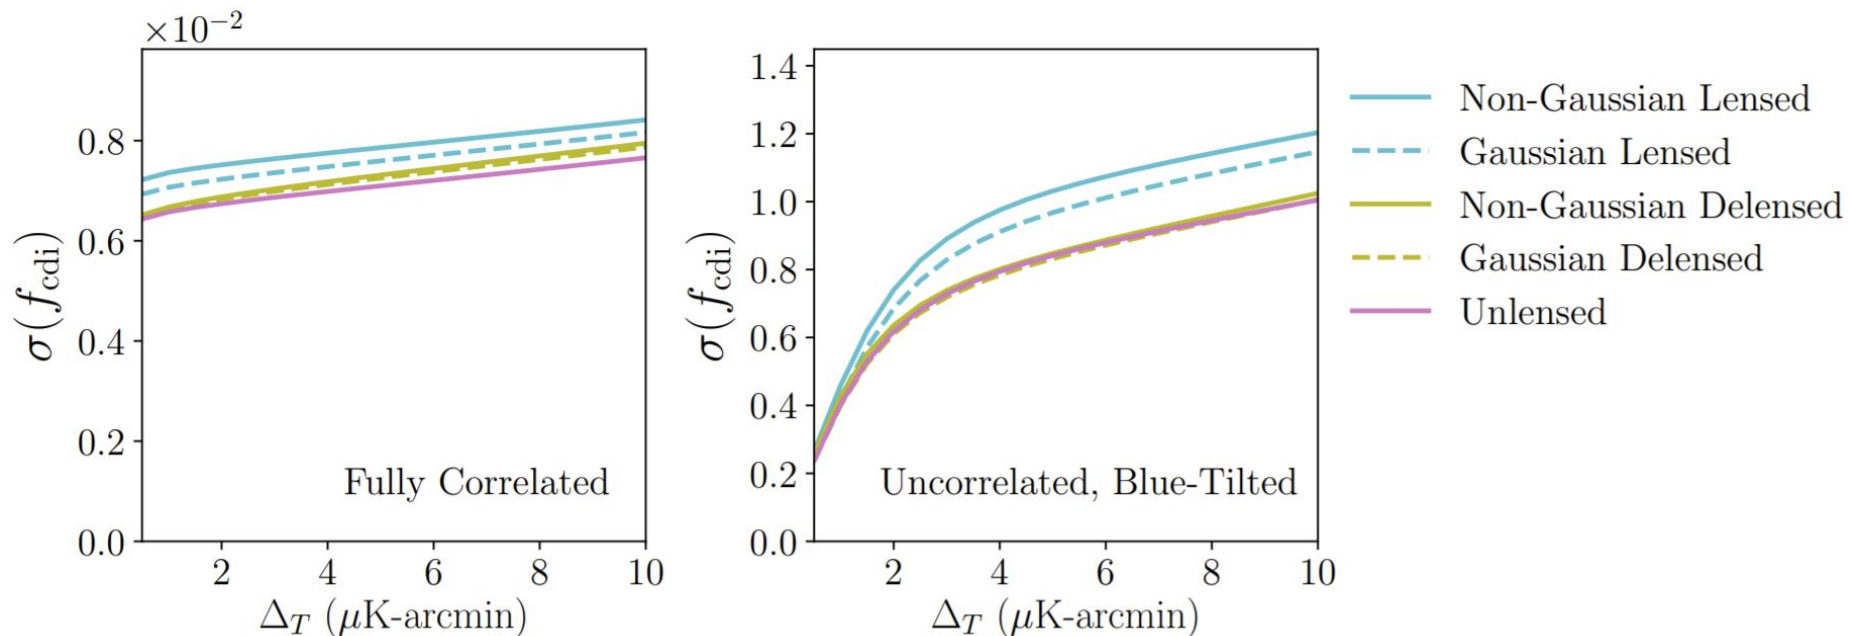 ×10⁻²
0.8
0.6
0.4
0.2
0.0
σ(f_cdi)
2 4 6 8 10
Δ_T (μK-arcmin)
Fully Correlated
1.4
1.2
1.0
0.8
0.6
0.4
0.2
0.0
σ(f_cdi)
2 4 6 8 10
Δ_T (μK-arcmin)
Uncorrelated, Blue-Tilted
Non-Gaussian Lensed
Gaussian Lensed
Non-Gaussian Delensed
Gaussian Delensed
Unlensed